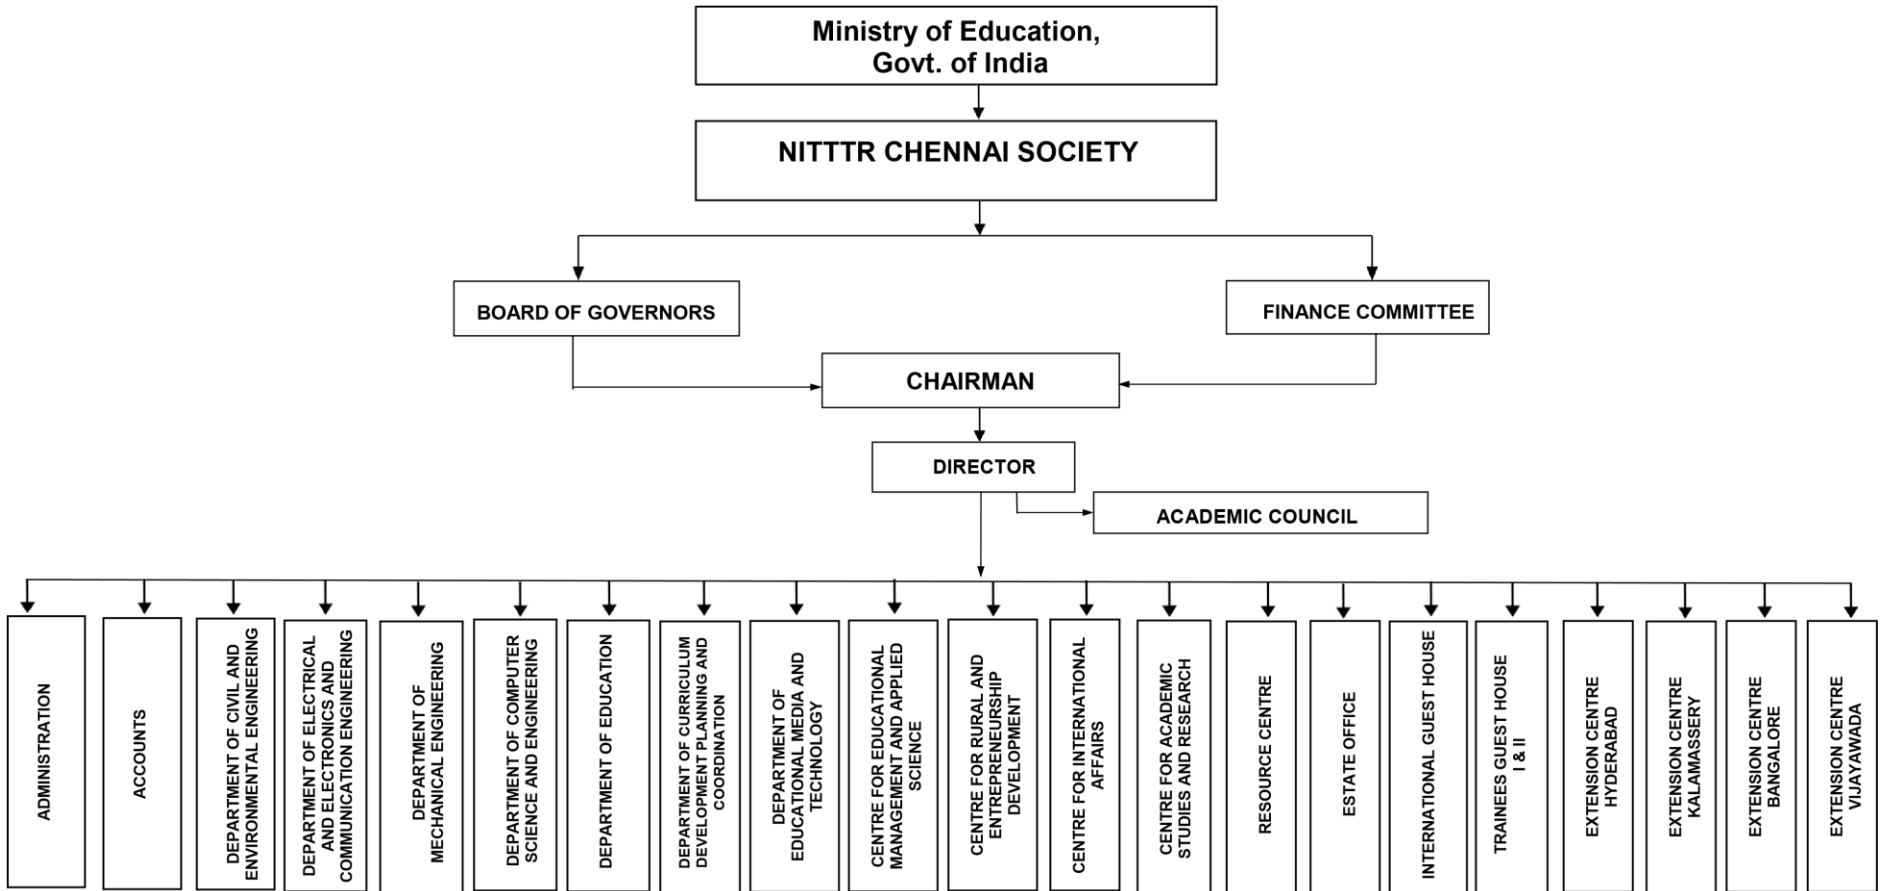 Ministry of Education,
Govt. of India
NITTTR CHENNAI SOCIETY
BOARD OF GOVERNORS
FINANCE COMMITTEE
CHAIRMAN
DIRECTOR
ACADEMIC COUNCIL
ADMINISTRATION
ACCOUNTS
DEPARTMENT OF CIVIL AND
ENVIRONMENTAL ENGINEERING
DEPARTMENT OF ELECTRICAL
AND ELECTRONICS AND
COMMUNICATION ENGINEERING
DEPARTMENT OF
MECHANICAL ENGINEERING
DEPARTMENT OF COMPUTER
SCIENCE AND ENGINEERING
DEPARTMENT OF EDUCATION
DEPARTMENT OF CURRICULUM
DEVELOPMENT PLANNING AND
COORDINATION
DEPARTMENT OF
EDUCATIONAL MEDIA AND
TECHNOLOGY
CENTRE FOR EDUCATIONAL
MANAGEMENT AND APPLIED
SCIENCE
CENTRE FOR RURAL AND
ENTREPRENEURSHIP
DEVELOPMENT
CENTRE FOR INTERNATIONAL
AFFAIRS
CENTRE FOR ACADEMIC
STUDIES AND RESEARCH
RESOURCE CENTRE
ESTATE OFFICE
INTERNATIONAL GUEST HOUSE
TRAINEES GUEST HOUSE
I & II
EXTENSION CENTRE
HYDERABAD
EXTENSION CENTRE
KALAMASSERY
EXTENSION CENTRE
BANGALORE
EXTENSION CENTRE
VIJAYAWADA